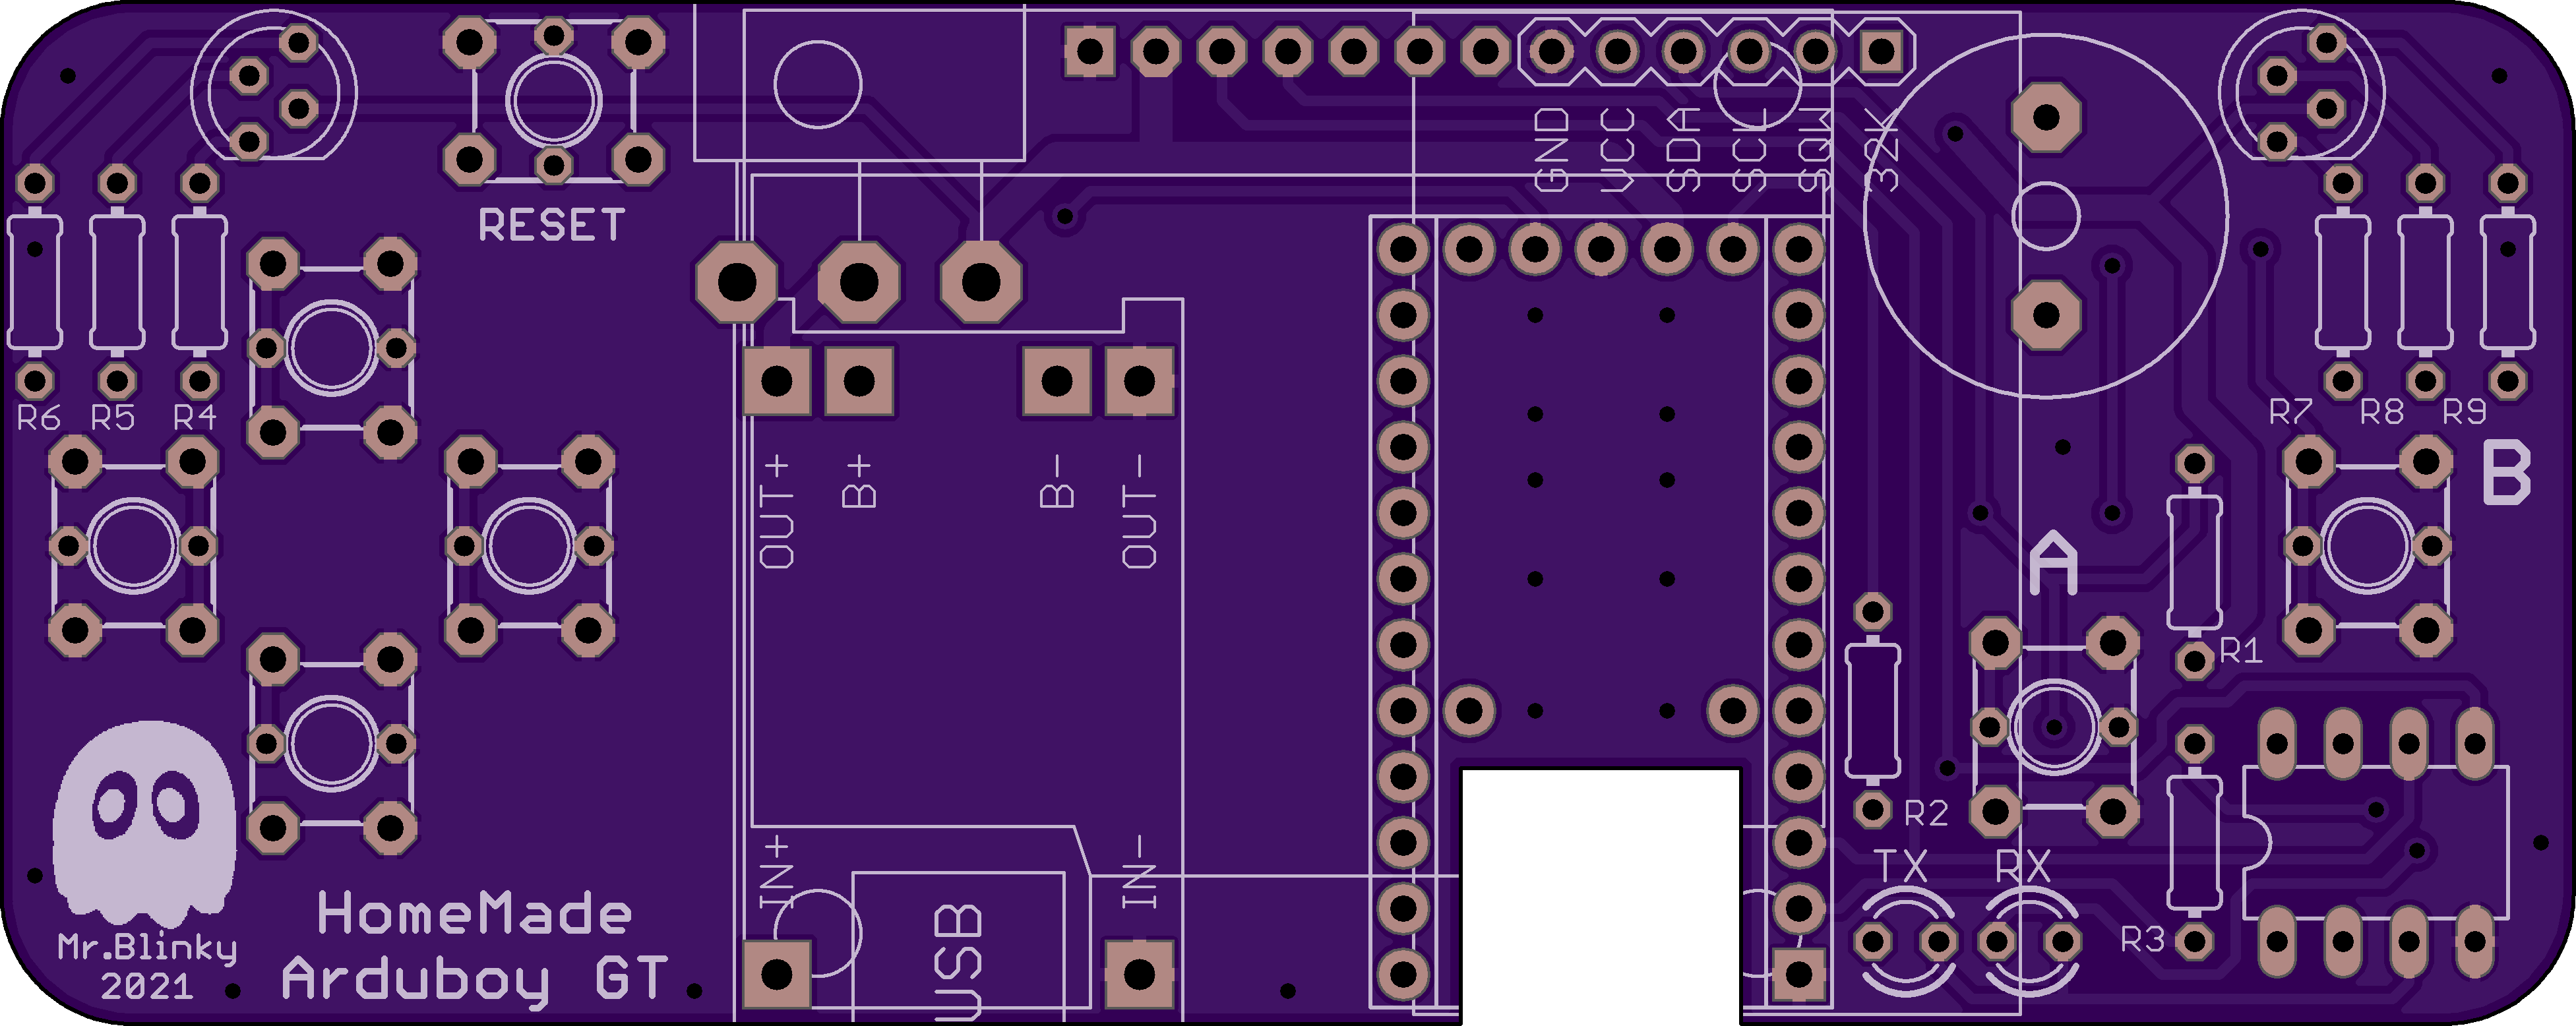 GND
VCC
SDA
SCL
SQW
32K
RESET
R6
R5
R4
R7
R8
R9
B
OUT+
B+
B-
OUT-
A
R1
R2
TX
RX
IN+
IN-
USB
HomeMade
Arduboy GT
Mr.Blinky
2021
R3